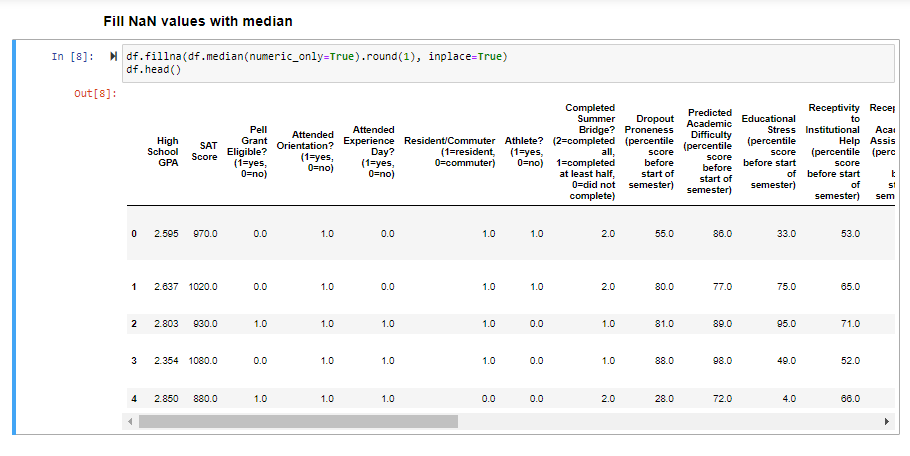 Fill NaN values with median
In [8]:
df.fillna(df.median(numeric_only=True).round(1), inplace=True)
df.head()
Out[8]:
High School GPA
SAT Score
Pell Grant Eligible? (1=yes, 0=no)
Attended Orientation? (1=yes, 0=no)
Attended Experience Day? (1=yes, 0=no)
Resident/Commuter (1=resident, 0=commuter)
Athlete? (1=yes, 0=no)
Completed Summer Bridge? (2=completed all, 1=completed at least half, 0=did not complete)
Dropout Proneness (percentile score before start of semester)
Predicted Academic Difficulty (percentile score before start of semester)
Educational Stress (percentile score before start of semester)
Receptivity to Institutional Help (percentile score before start of semester)
Recep
Acad
Assis
(perc
sem
0 2.595 970.0 0.0 1.0 0.0 1.0 1.0 2.0 55.0 86.0 33.0 53.0
1 2.637 1020.0 0.0 1.0 0.0 1.0 1.0 2.0 80.0 77.0 75.0 65.0
2 2.803 930.0 1.0 1.0 1.0 1.0 0.0 1.0 81.0 89.0 95.0 71.0
3 2.354 1080.0 0.0 1.0 1.0 1.0 0.0 1.0 88.0 98.0 49.0 52.0
4 2.850 880.0 1.0 1.0 1.0 0.0 0.0 2.0 28.0 72.0 4.0 66.0